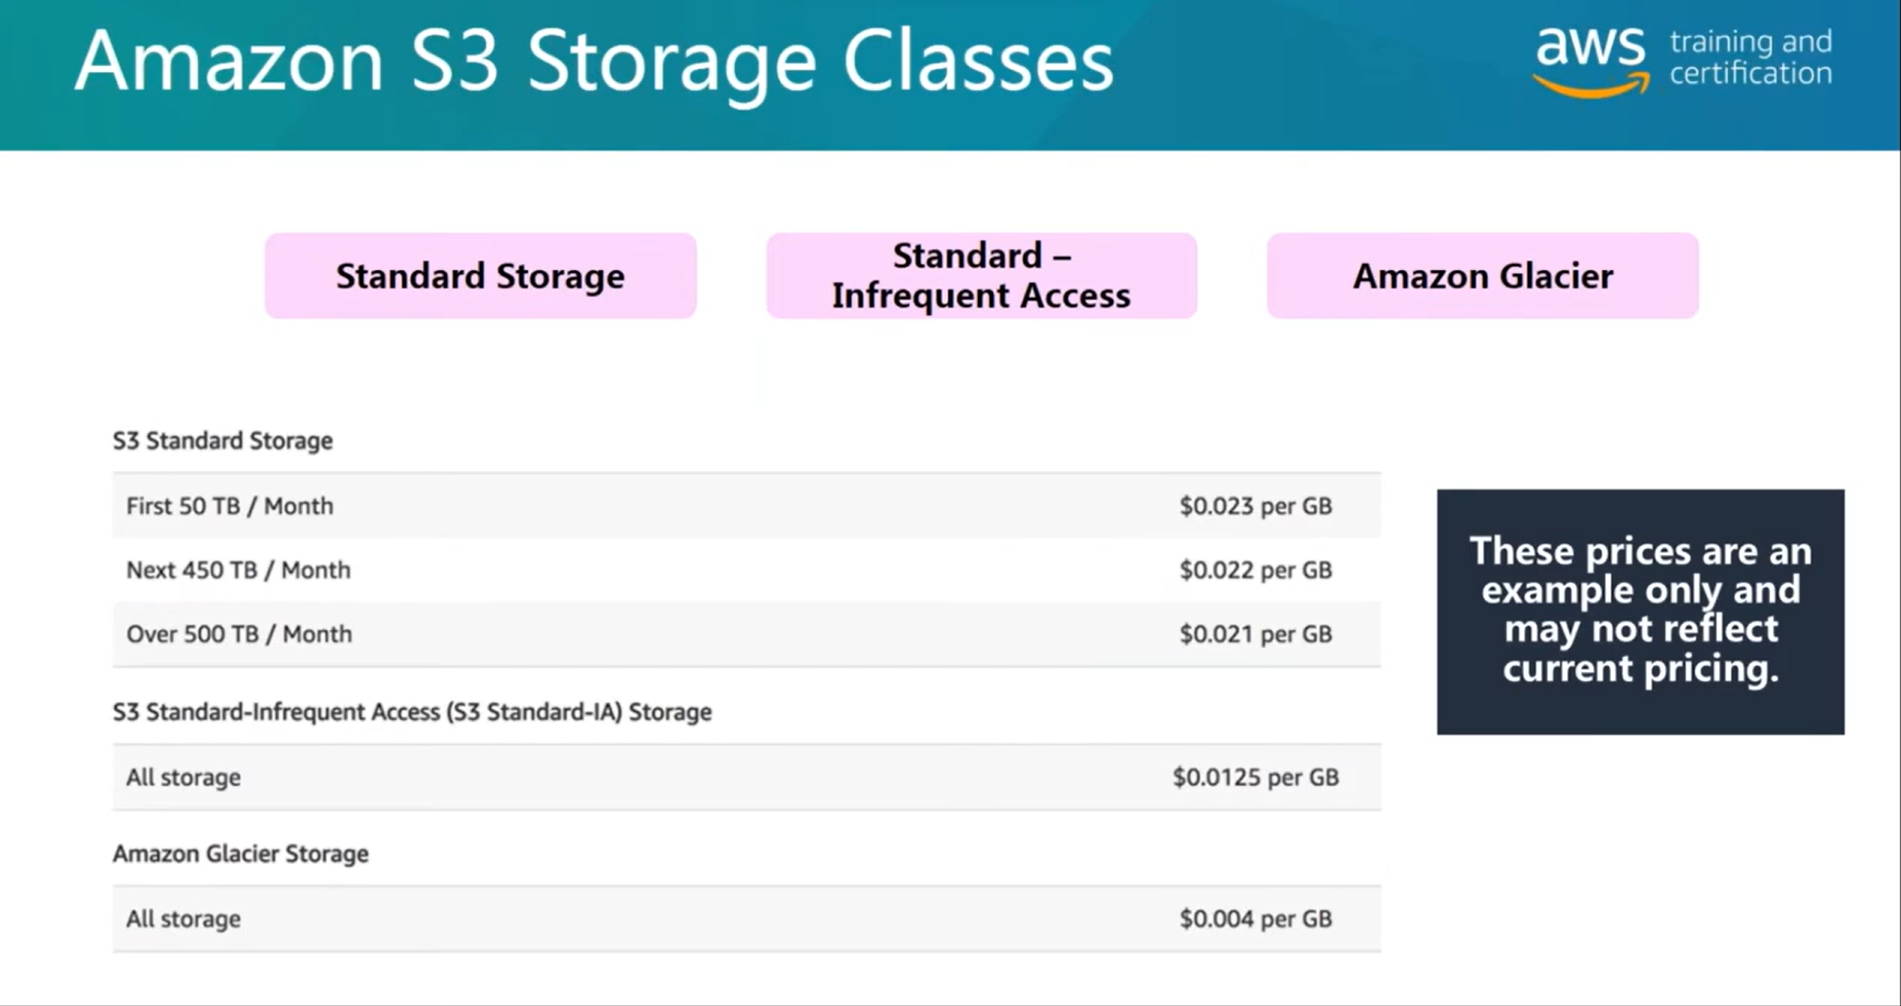 Amazon S3 Storage Classes
aws training and
certification
Standard Storage
Standard –
Infrequent Access
Amazon Glacier
S3 Standard Storage
First 50 TB / Month $0.023 per GB
Next 450 TB / Month $0.022 per GB
Over 500 TB / Month $0.021 per GB
S3 Standard-Infrequent Access (S3 Standard-IA) Storage
All storage $0.0125 per GB
Amazon Glacier Storage
All storage $0.004 per GB
These prices are an
example only and
may not reflect
current pricing.